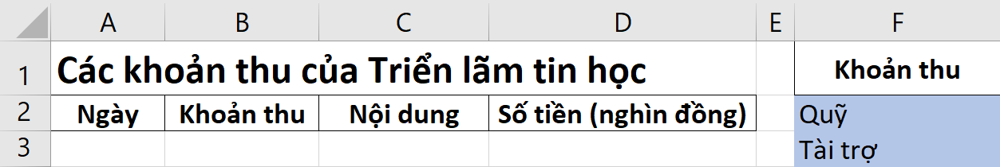 A B C D E F
1 Các khoản thu của Triển lãm tin học Khoản thu
2 Ngày Khoản thu Nội dung Số tiền (nghìn đồng) Quỹ
3 Tài trợ